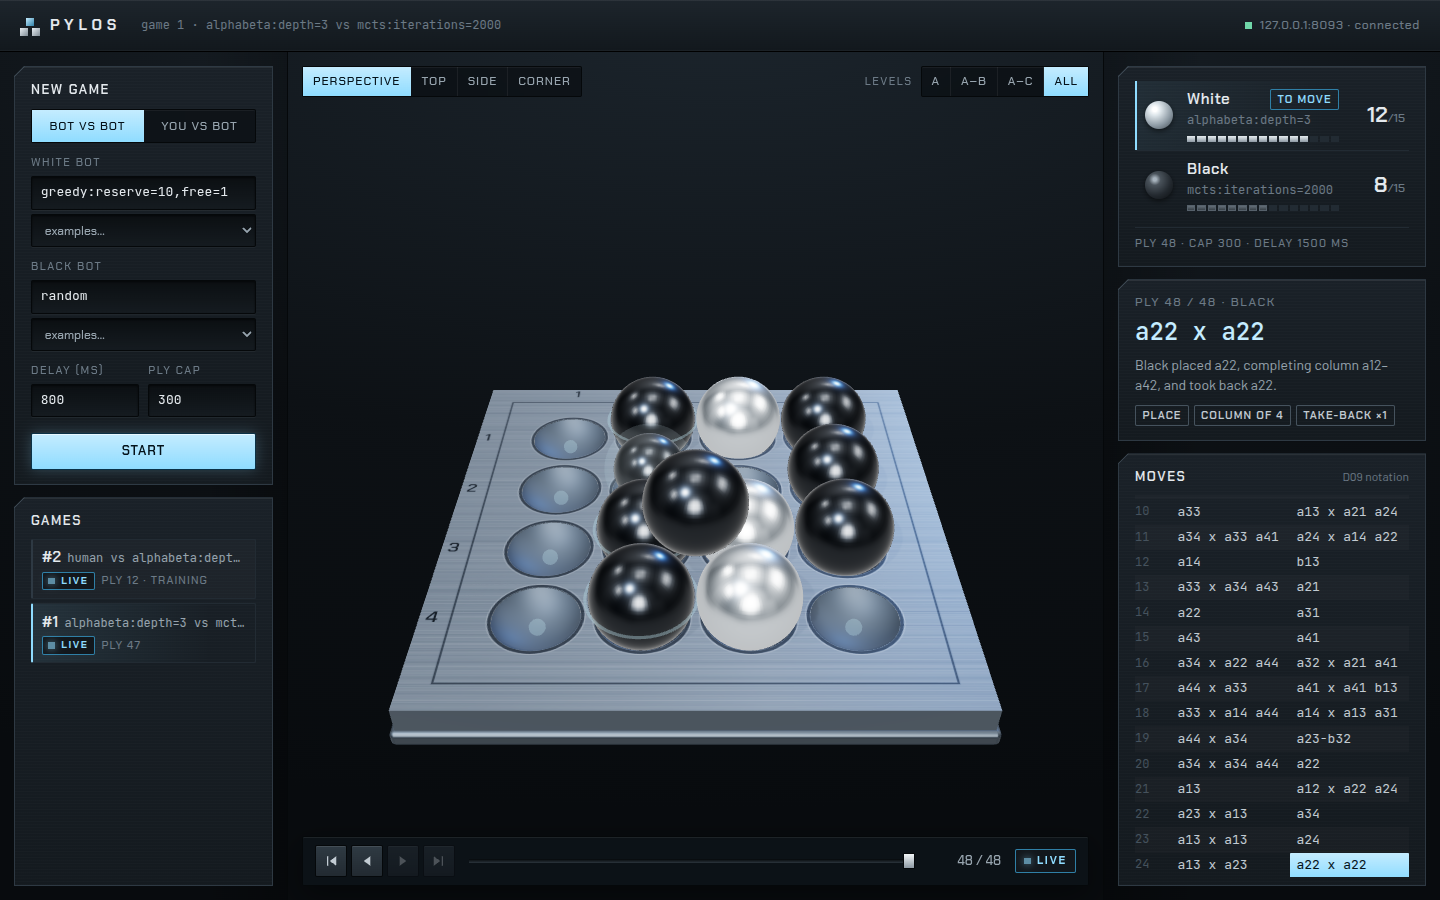 PYLOS game 1 · alphabeta:depth=3 vs mcts:iterations=2000
127.0.0.1:8093 · connected
NEW GAME
BOT VS BOT YOU VS BOT
WHITE BOT
greedy:reserve=10,free=1
examples…
BLACK BOT
random
examples…
DELAY (MS) PLY CAP
800 300
START
GAMES
#2 human vs alphabeta:dept…
LIVE PLY 12 · TRAINING
#1 alphabeta:depth=3 vs mct…
LIVE PLY 47
PERSPECTIVE TOP SIDE CORNER
LEVELS A A–B A–C ALL
1
1
2
3
4
48 / 48 LIVE
White TO MOVE
alphabeta:depth=3
12/15
Black
mcts:iterations=2000
8/15
PLY 48 · CAP 300 · DELAY 1500 MS
PLY 48 / 48 · BLACK
a22 x a22
Black placed a22, completing column a12–
a42, and took back a22.
PLACE COLUMN OF 4 TAKE-BACK ×1
MOVES D09 notation
10 a33 a13 x a21 a24
11 a34 x a33 a41 a24 x a14 a22
12 a14 b13
13 a33 x a34 a43 a21
14 a22 a31
15 a43 a41
16 a34 x a22 a44 a32 x a21 a41
17 a44 x a33 a41 x a41 b13
18 a33 x a14 a44 a14 x a13 a31
19 a44 x a34 a23-b32
20 a34 x a34 a44 a22
21 a13 a12 x a22 a24
22 a23 x a13 a34
23 a13 x a13 a24
24 a13 x a23 a22 x a22